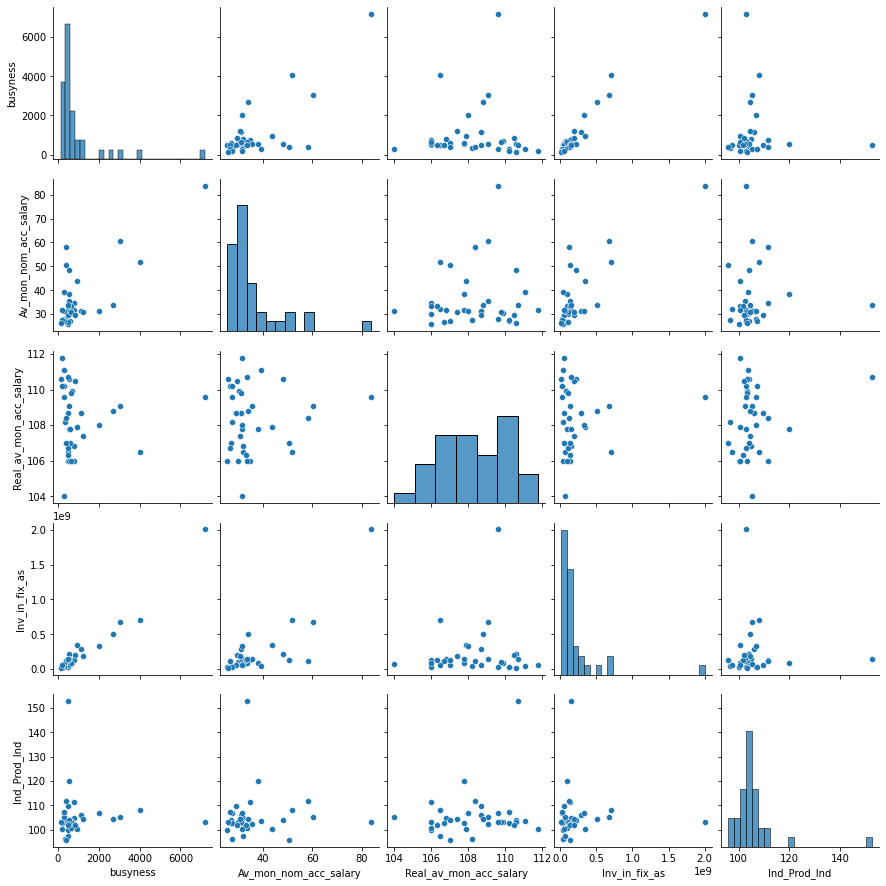 busyness
6000
4000
2000
0
Av_mon_nom_acc_salary
80
70
60
50
40
30
Real_av_mon_acc_salary
112
110
108
106
104
1e9
Inv_in_fix_as
2.0
1.5
1.0
0.5
0.0
Ind_Prod_Ind
150
140
130
120
110
100
0 2000 4000 6000
busyness
40 60 80
Av_mon_nom_acc_salary
104 106 108 110 112
Real_av_mon_acc_salary
0.0 0.5 1.0 1.5 2.0
1e9
Inv_in_fix_as
100 120 140
Ind_Prod_Ind